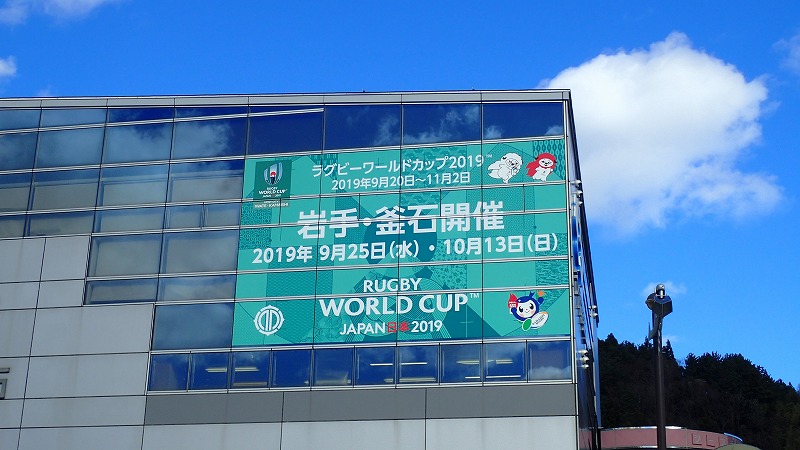 ラグビーワールドカップ2019™
2019年9月20日～11月2日
RUGBY
WORLD CUP
岩手・釜石開催
2019年 9月25日(水)・10月13日(日)
RUGBY
WORLD CUP™
JAPAN日本2019